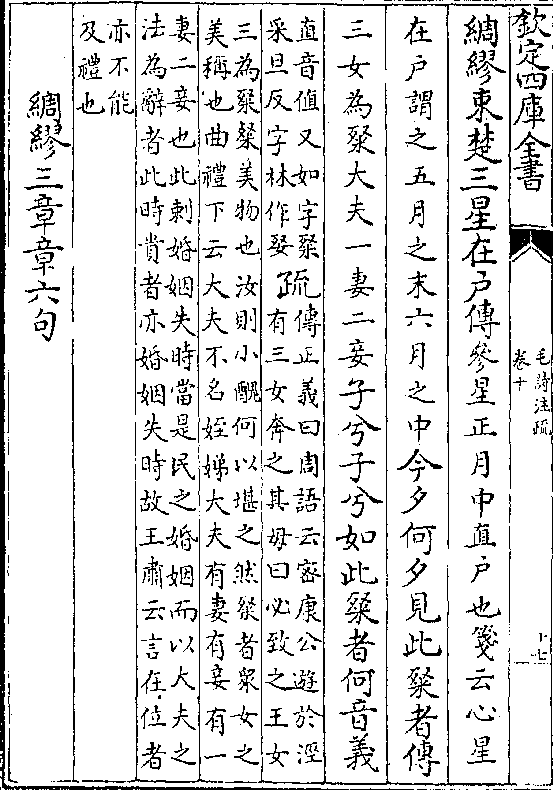 欽定四庫全書
毛詩注疏
卷十
十七
綢繆束楚三星在戶傳參星正月中直戶也箋云心星
在戶謂之五月之末六月之中今夕何夕見此粲者傳
三女為粲大夫一妻二妾子兮子兮如此粲者何音義
直音值又如字粲
采旦反字林作㛑
疏
傳正義曰周語云密康公遊於涇
有三女奔之其母曰必致之王女
三為粲粲美物也汝則小醜何以堪之然粲者衆女之
美稱也曲禮下云大夫不名姪娣大夫有妻有妾有一
妻二妾也此刺婚姻失時當是民之婚姻而以大夫之
法為辭者此時貴者亦婚姻失時故王肅云言在位者
亦不能
及禮也
綢繆三章章六句